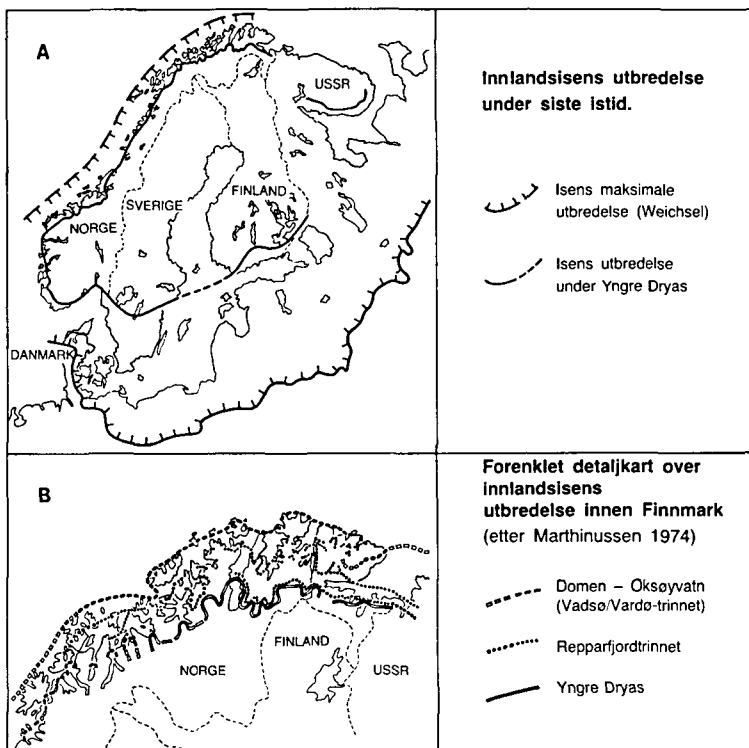 A
USSR
FINLAND
SVERIGE
NORGE
DANMARK
Innlandsisens utbredelse
under siste istid.
Isens maksimale
utbredelse (Weichsel)
Isens utbredelse
under Yngre Dryas
B
FINLAND
NORGE
USSR
Forenklet detaljkart over
innlandsisens
utbredelse innen Finnmark
(etter Marthinussen 1974)
Domen – Oksøyvatn
(Vadsø/Vardø-trinnet)
Repparfjordtrinnet
Yngre Dryas